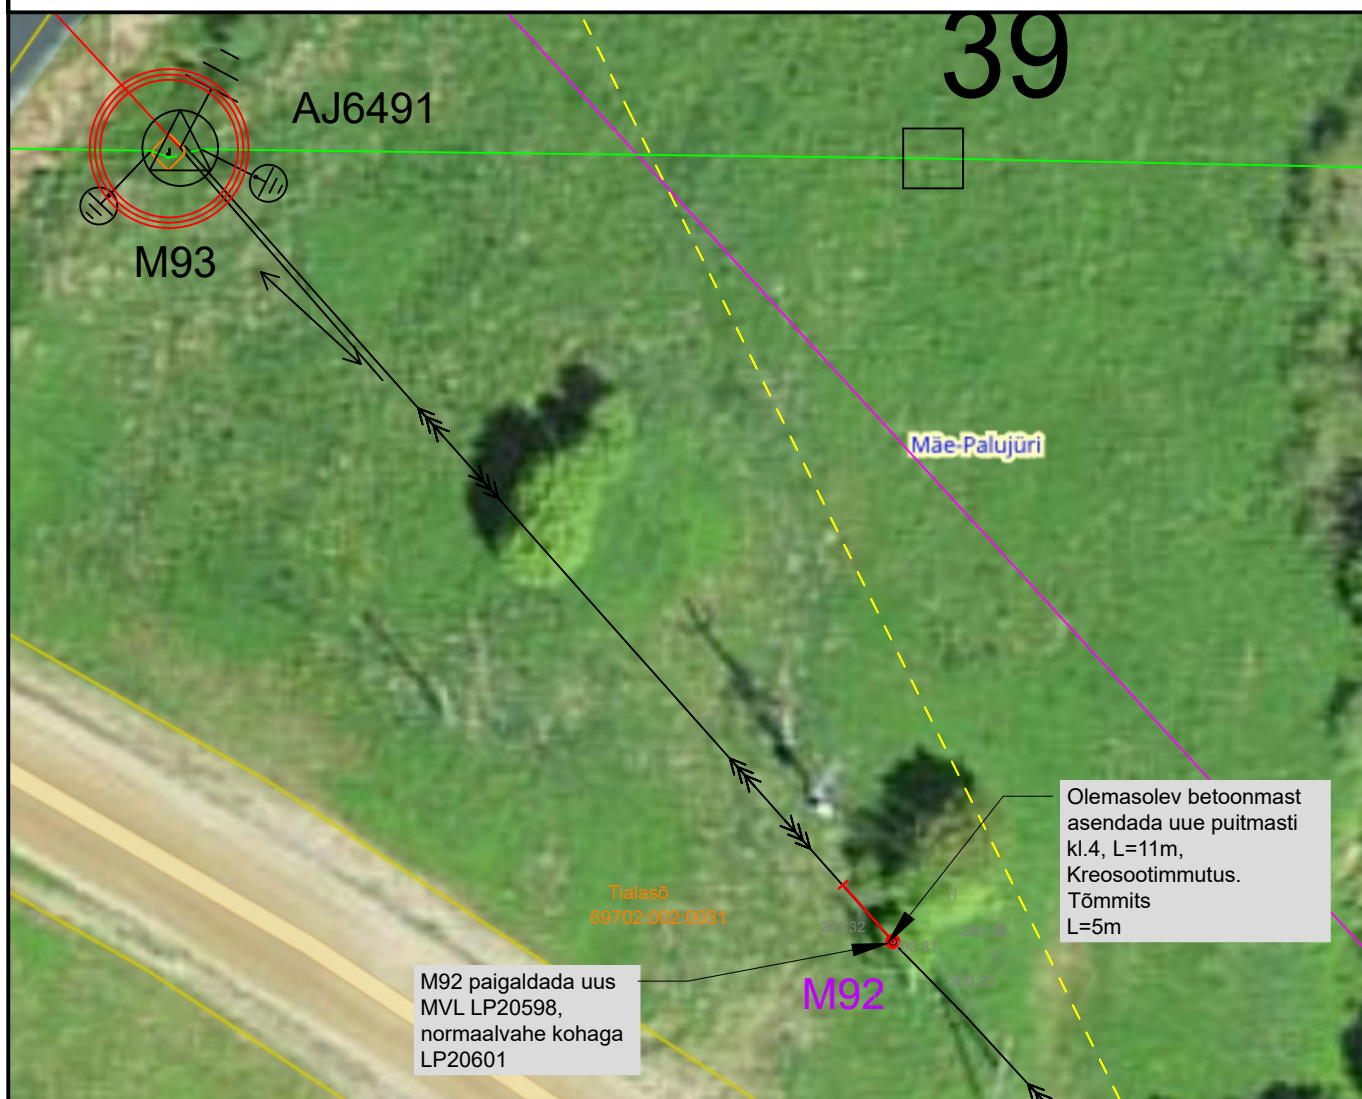 39
AJ6491
M93
Mäe-Palujüri
Olemasolev betoonmast
asendada uue puitmasti
kl.4, L=11m,
Kreosootimmutus.
Tõmmits
L=5m
Tialasõ
69702:002:0081
M92
M92 paigaldada uus
MVL LP20598,
normaalvahe kohaga
LP20601